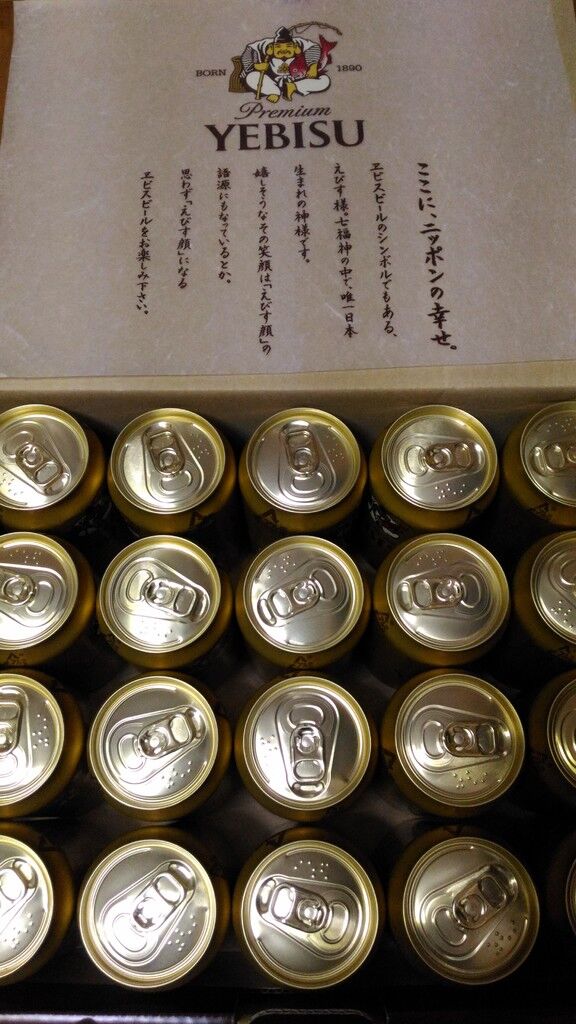 BORN 1890
Premium
YEBISU
ここに、ニッポンの幸せ。
ヱビスビールのシンボルでもある、
えびす様。七福神の中で、唯一日本
生まれの神様です。
嬉しそうなその笑顔は「えびす顔」の
語源にもなっているとか。
思わず「えびす顔」になる
ヱビスビールをお楽しみ下さい。